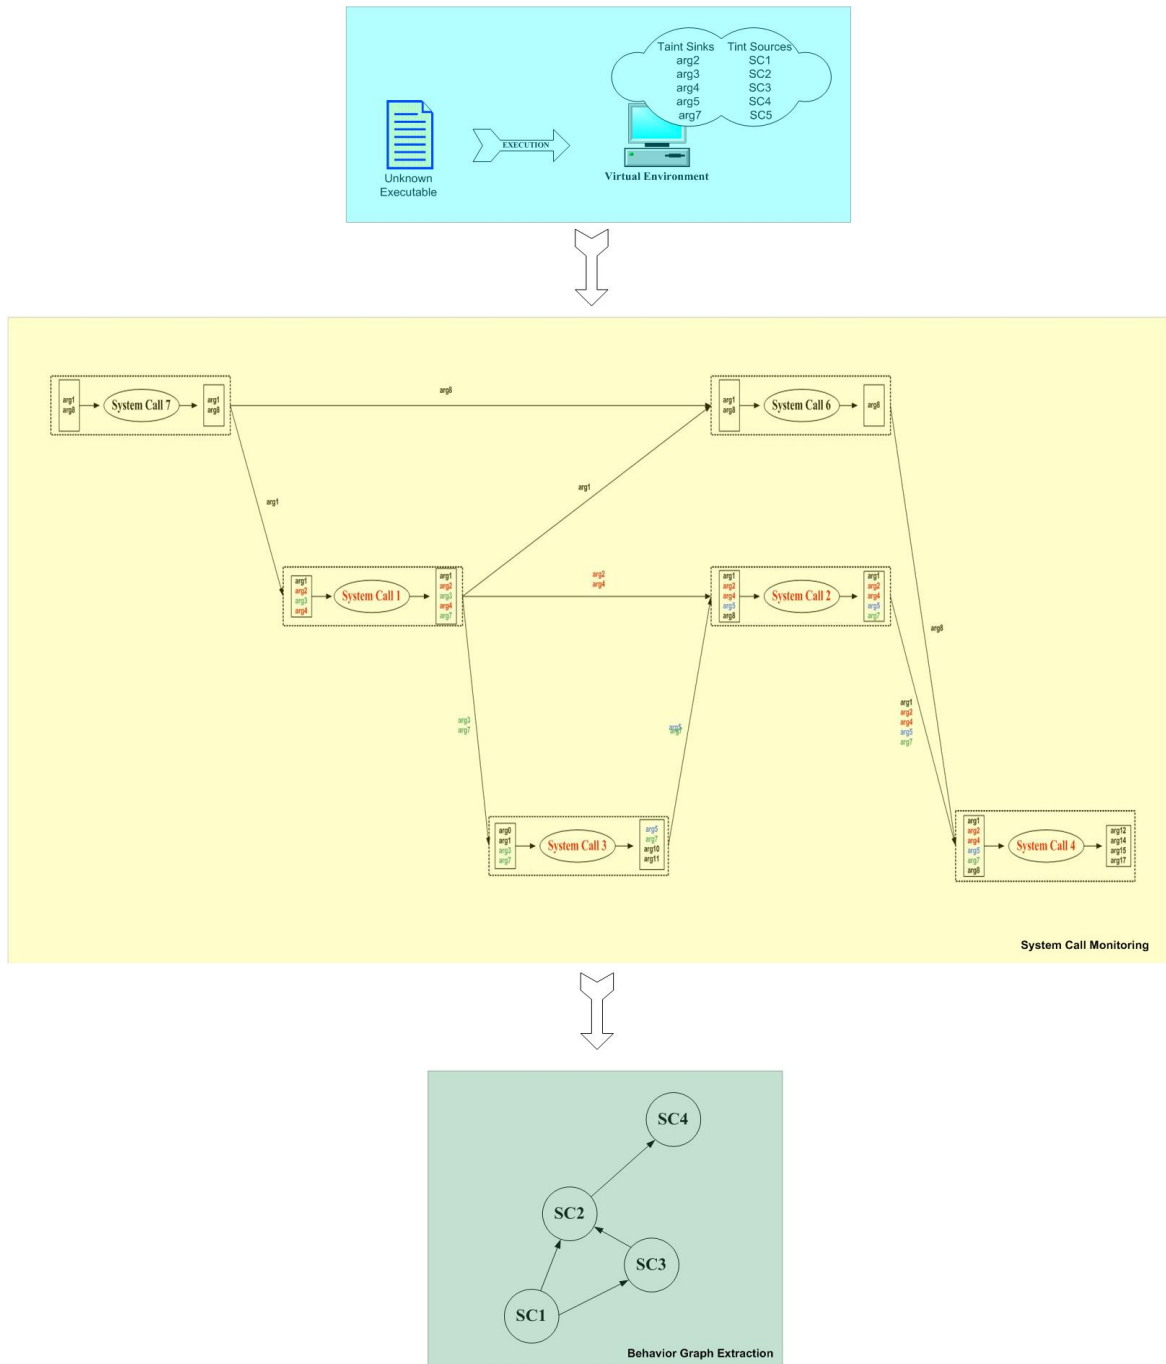 Taint Sinks Tint Sources
arg2 SC1
arg3 SC2
arg4 SC3
arg5 SC4
arg7 SC5
EXECUTION
Unknown
Executable
Virtual Environment
arg1
arg8
System Call 7
arg1
arg8
arg8
arg1
arg8
System Call 6
arg8
arg1
arg1
arg1
arg2
arg3
arg4
System Call 1
arg1
arg2
arg3
arg4
arg7
arg2
arg4
arg1
arg2
arg4
arg5
arg8
System Call 2
arg1
arg2
arg4
arg5
arg7
arg8
arg3
arg7
arg1
arg2
arg4
arg5
arg7
arg0
arg1
arg3
arg7
System Call 3
arg5
arg7
arg10
arg11
arg1
arg2
arg4
arg5
arg7
arg8
System Call 4
arg12
arg14
arg15
arg17
System Call Monitoring
SC4
SC2
SC3
SC1
Behavior Graph Extraction